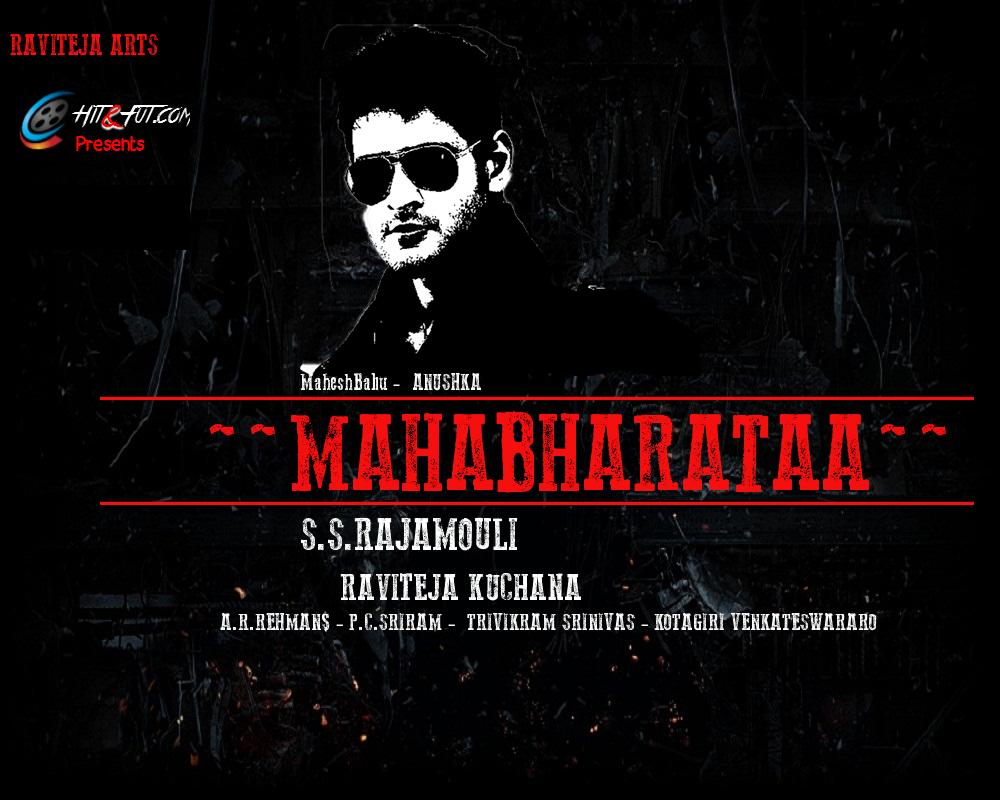 RAVITEJA ARTS
HIT&FUT.COM
Presents
MaheshBabu - ANUSHKA
~~MAHABHARATAA~~
S.S.RAJAMOULI
RAVITEJA KUCHANA
A.R.REHMAN$ - P.C.SRIRAM - TRIVIKRAM SRINIVAS - KOTAGIRI VENKATESWARARO